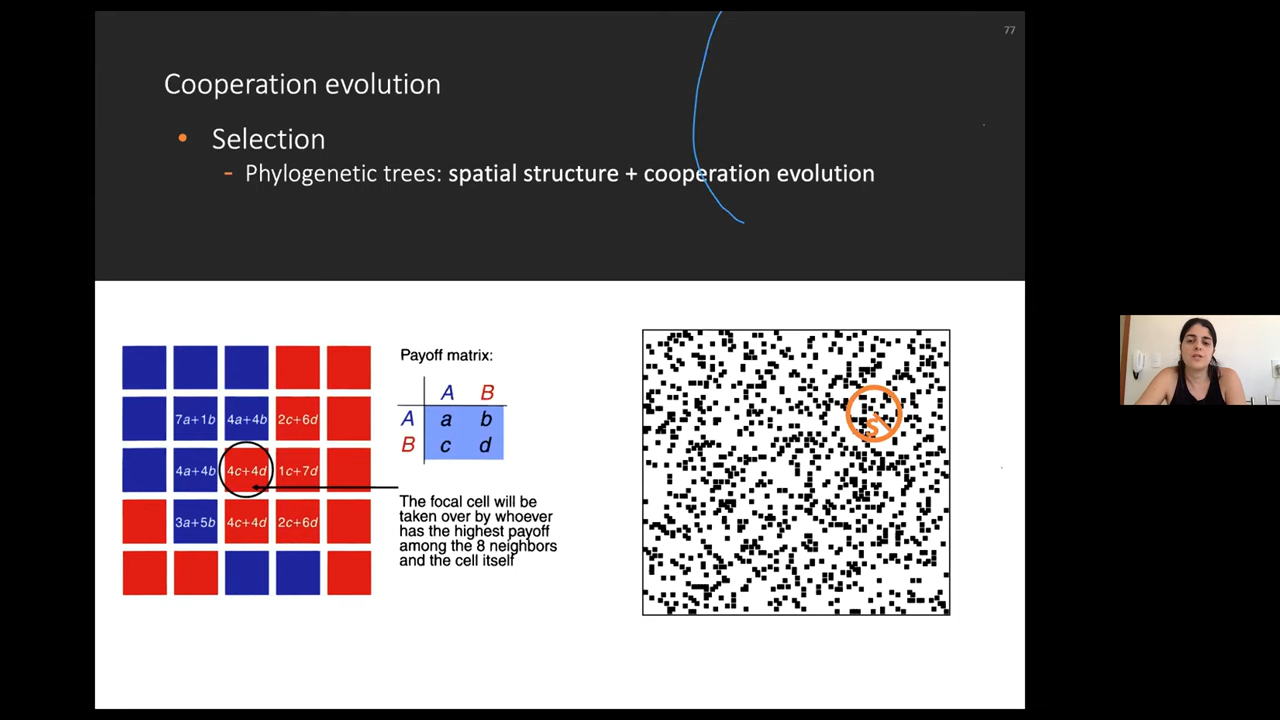 77
Cooperation evolution
• Selection
- Phylogenetic trees: spatial structure + cooperation evolution
Payoff matrix:
A B
A a b
B c d
7a+1b 4a+4b 2c+6d
4a+4b 4c+4d 1c+7d
3a+5b 4c+4d 2c+6d
The focal cell will be
taken over by whoever
has the highest payoff
among the 8 neighbors
and the cell itself
S